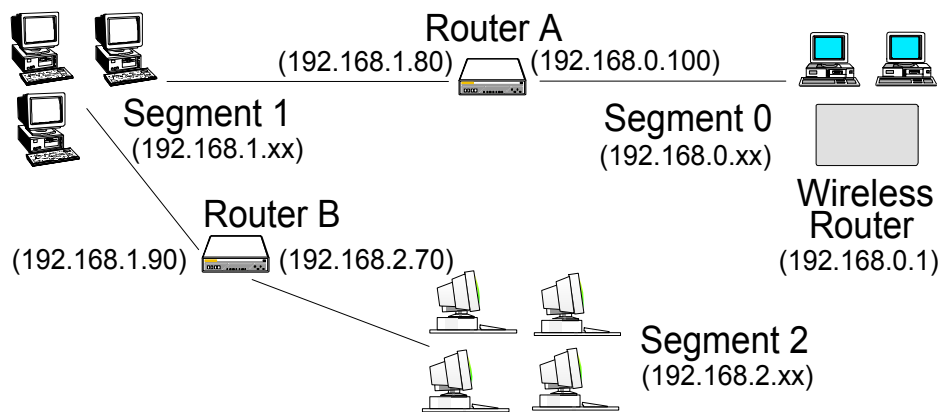 Router A
(192.168.1.80)
(192.168.0.100)
Segment 1
(192.168.1.xx)
Segment 0
(192.168.0.xx)
Wireless
Router
(192.168.0.1)
Router B
(192.168.1.90)
(192.168.2.70)
Segment 2
(192.168.2.xx)